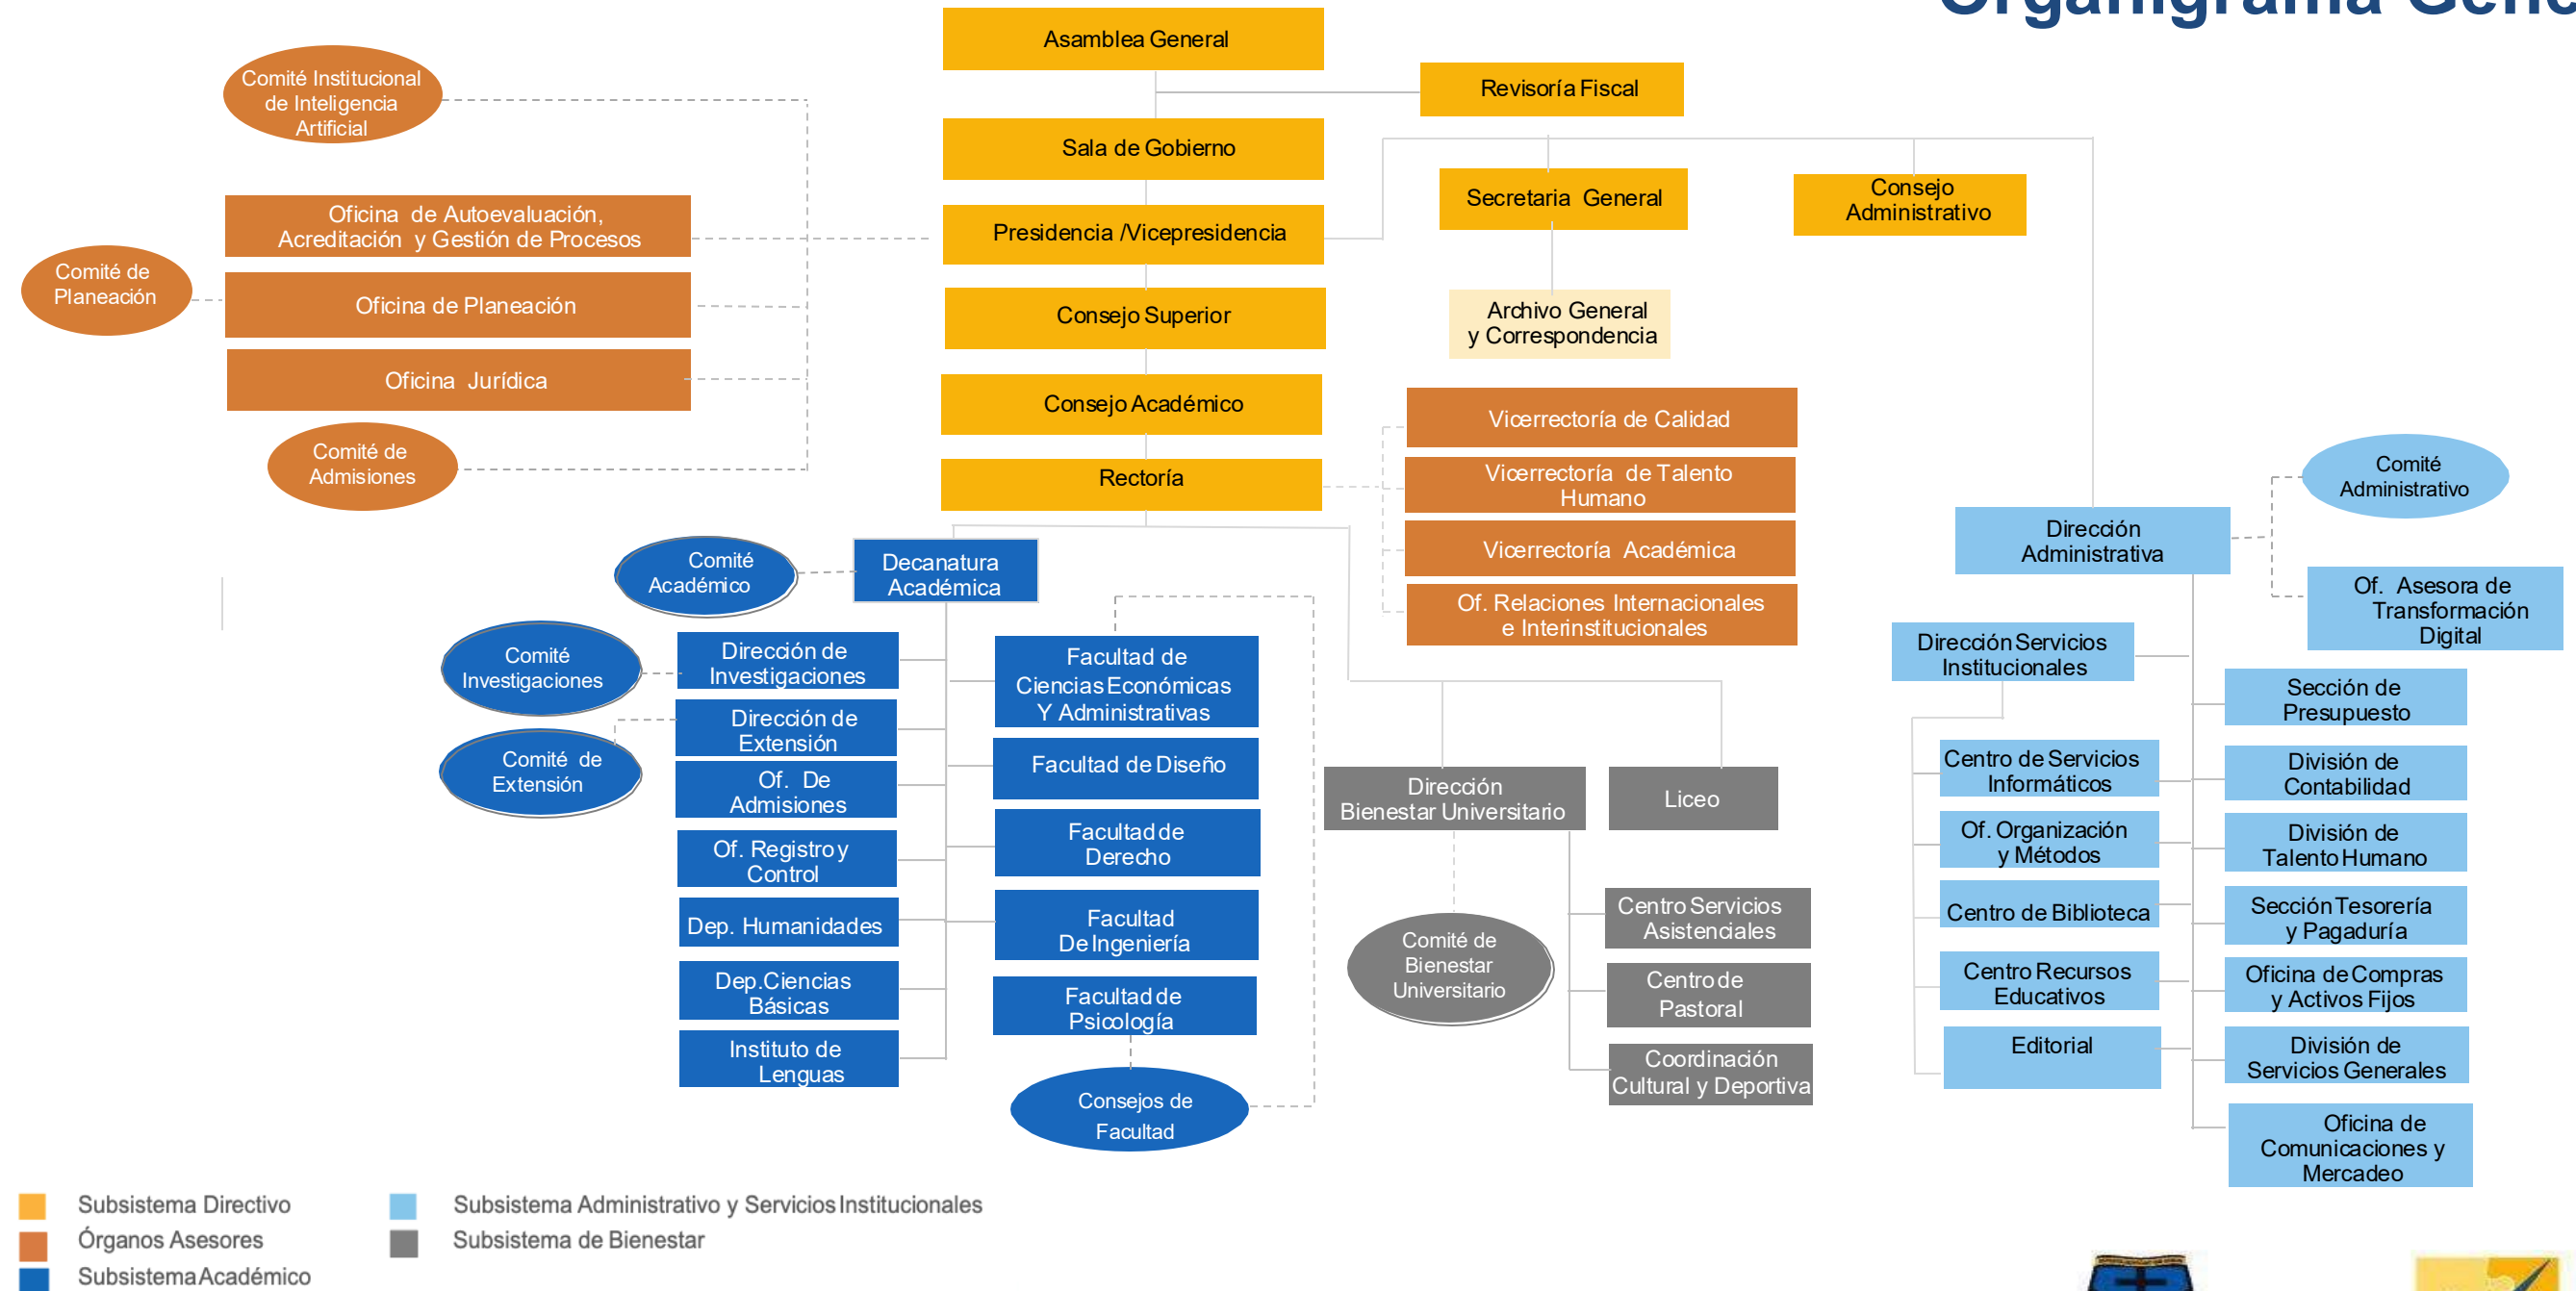 Organigrama Gene
Asamblea General
Comité Institucional
de Inteligencia
Artificial
Revisoría Fiscal
Sala de Gobierno
Secretaria General
Consejo
Administrativo
Oficina de Autoevaluación,
Acreditación y Gestión de Procesos
Presidencia /Vicepresidencia
Comité de
Planeación
Oficina de Planeación
Consejo Superior
Archivo General
y Correspondencia
Oficina Jurídica
Consejo Académico
Comité de
Admisiones
Rectoría
Vicerrectoría de Calidad
Vicerrectoría de Talento
Humano
Vicerrectoría Académica
Of. Relaciones Internacionales
e Interinstitucionales
Comité
Administrativo
Dirección
Administrativa
Of. Asesora de
Transformación
Digital
Comité
Académico
Decanatura
Académica
Comité
Investigaciones
Dirección de
Investigaciones
Comité de
Extensión
Dirección de
Extensión
Of. De
Admisiones
Of. Registro y
Control
Dep. Humanidades
Dep.Ciencias
Básicas
Instituto de
Lenguas
Facultad de
Ciencias Económicas
Y Administrativas
Facultad de Diseño
Facultad de
Derecho
Facultad
De Ingeniería
Facultad de
Psicología
Consejos de
Facultad
Dirección
Bienestar Universitario
Liceo
Comité de
Bienestar
Universitario
Centro Servicios
Asistenciales
Centro de
Pastoral
Coordinación
Cultural y Deportiva
Dirección Servicios
Institucionales
Centro de Servicios
Informáticos
Of. Organización
y Métodos
Centro de Biblioteca
Centro Recursos
Educativos
Editorial
Sección de
Presupuesto
División de
Contabilidad
División de
Talento Humano
Sección Tesorería
y Pagaduría
Oficina de Compras
y Activos Fijos
División de
Servicios Generales
Oficina de
Comunicaciones y
Mercadeo
Subsistema Directivo
Órganos Asesores
Subsistema Académico
Subsistema Administrativo y Servicios Institucionales
Subsistema de Bienestar